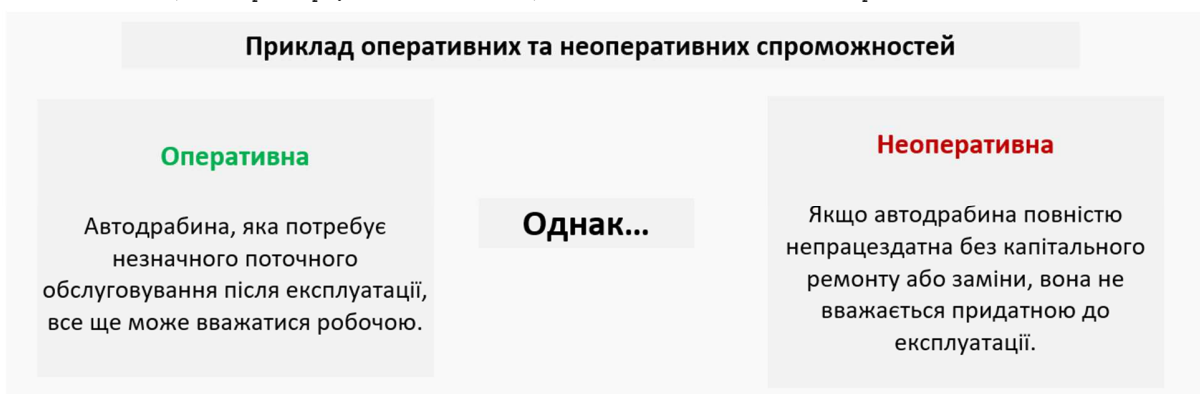 Приклад оперативних та неоперативних спроможностей
Оперативна
Автодрабина, яка потребує
незначного поточного
обслуговування після експлуатації,
все ще може вважатися робочою.
Однак...
Неоперативна
Якщо автодрабина повністю
непрацездатна без капітального
ремонту або заміни, вона не
вважається придатною до
експлуатації.